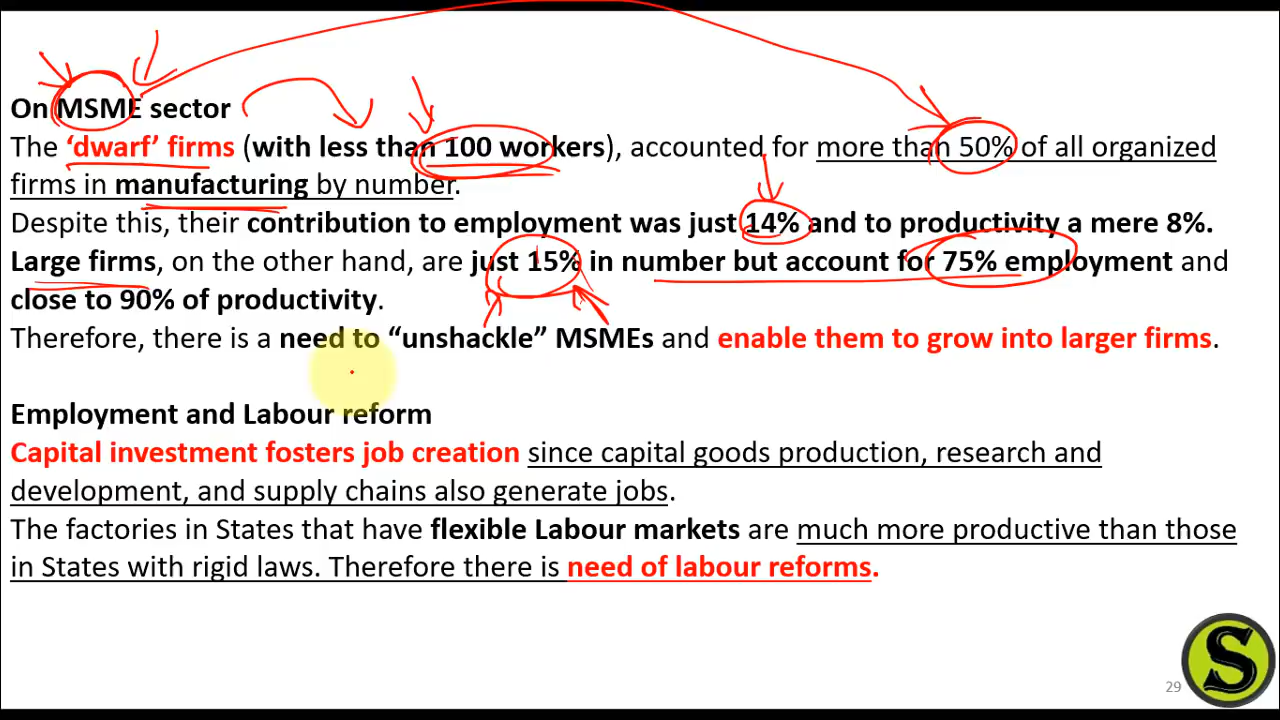 On MSME sector
The ‘dwarf’ firms (with less than 100 workers), accounted for more than 50% of all organized
firms in manufacturing by number.
Despite this, their contribution to employment was just 14% and to productivity a mere 8%.
Large firms, on the other hand, are just 15% in number but account for 75% employment and
close to 90% of productivity.
Therefore, there is a need to “unshackle” MSMEs and enable them to grow into larger firms.
Employment and Labour reform
Capital investment fosters job creation since capital goods production, research and
development, and supply chains also generate jobs.
The factories in States that have flexible Labour markets are much more productive than those
in States with rigid laws. Therefore there is need of labour reforms.
S
29